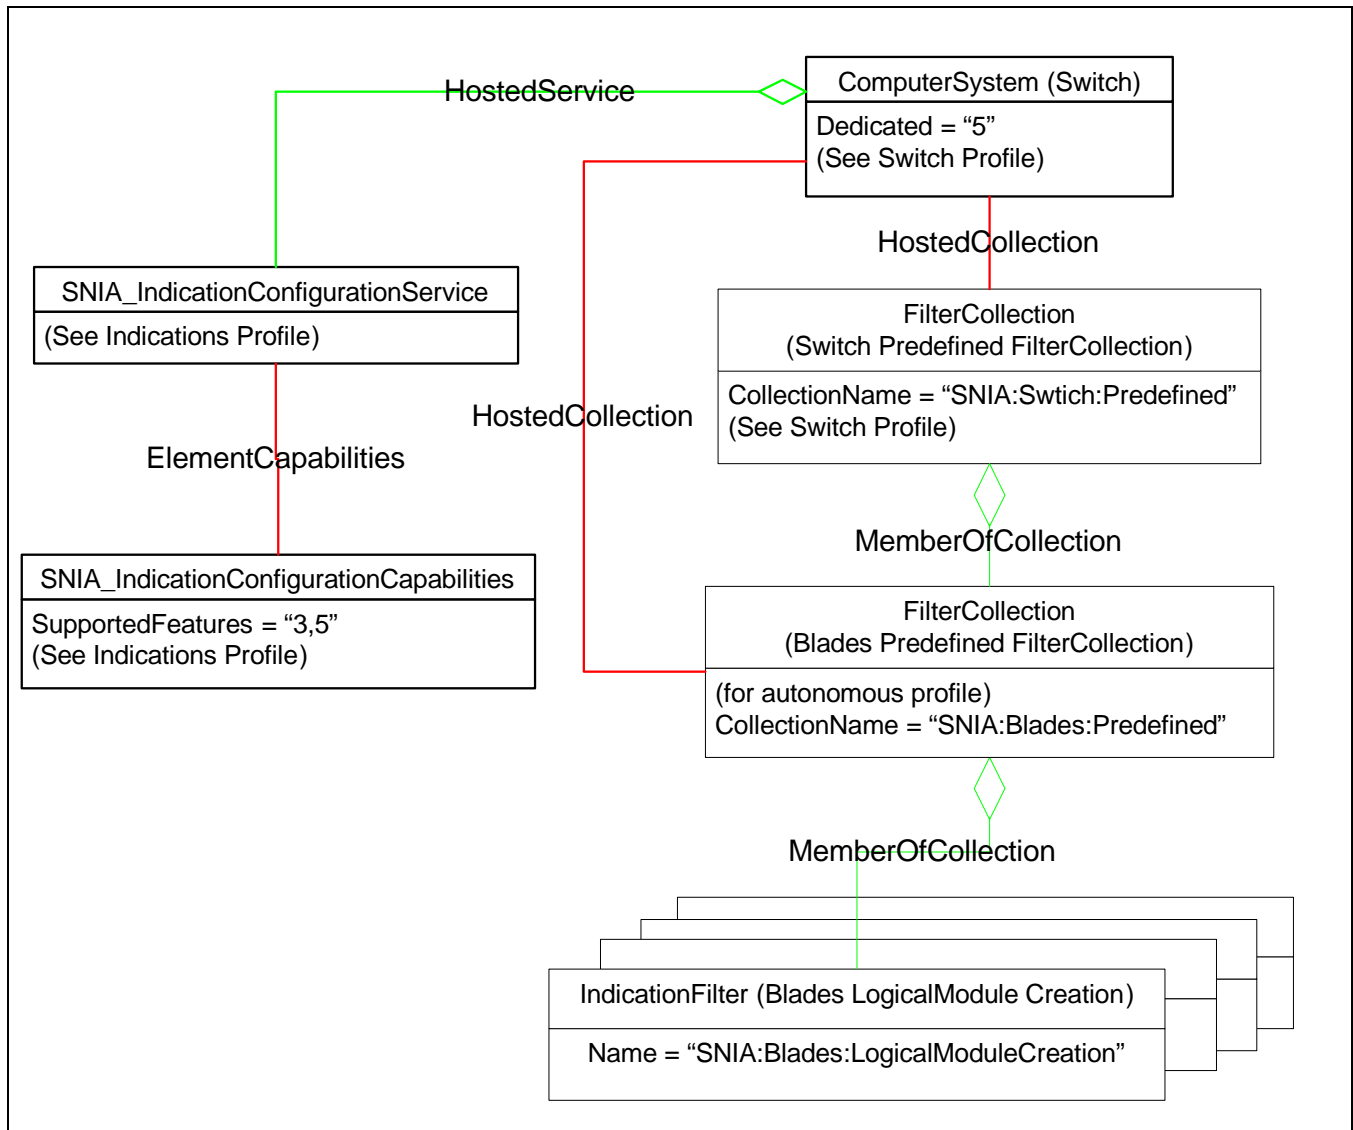 HostedService
ComputerSystem (Switch)
Dedicated = “5”
(See Switch Profile)
HostedCollection
SNIA_IndicationConfigurationService
(See Indications Profile)
FilterCollection
(Switch Predefined FilterCollection)
CollectionName = “SNIA:Swtich:Predefined”
(See Switch Profile)
HostedCollection
ElementCapabilities
MemberOfCollection
SNIA_IndicationConfigurationCapabilities
SupportedFeatures = “3,5”
(See Indications Profile)
FilterCollection
(Blades Predefined FilterCollection)
(for autonomous profile)
CollectionName = “SNIA:Blades:Predefined”
MemberOfCollection
IndicationFilter (Blades LogicalModule Creation)
Name = “SNIA:Blades:LogicalModuleCreation”